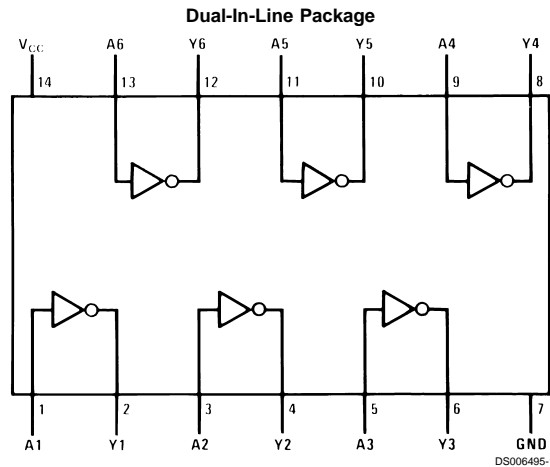 Dual-In-Line Package
VCC A6 Y6 A5 Y5 A4 Y4
14 13 12 11 10 9 8
1 2 3 4 5 6 7
A1 Y1 A2 Y2 A3 Y3 GND
DS006495-